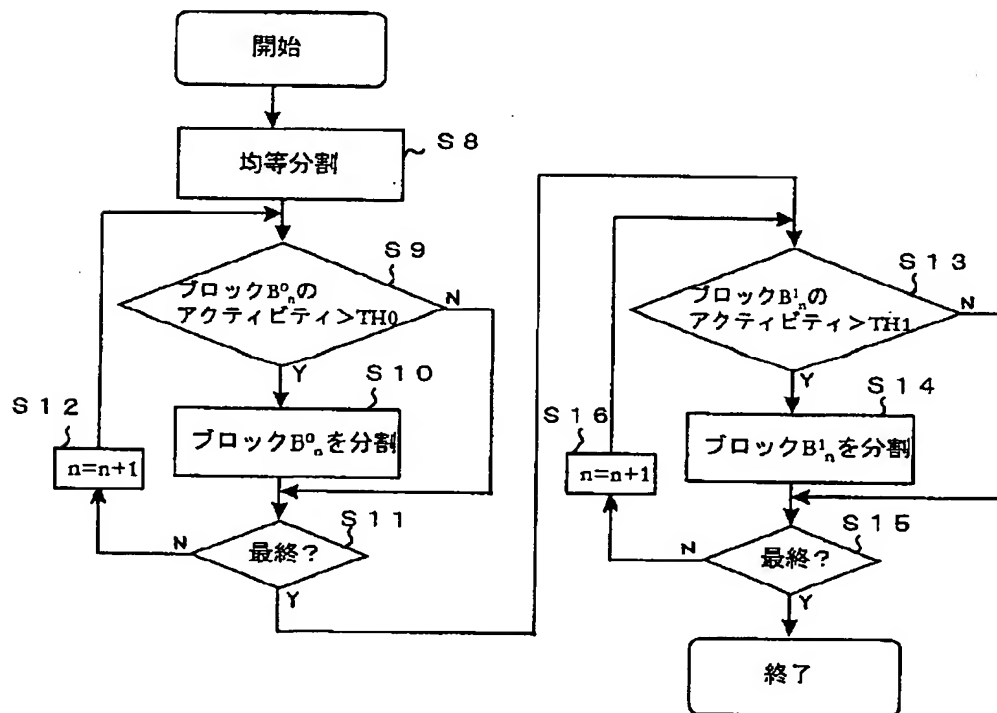 開始
均等分割
S8
S9
ブロックB⁰ₙの
アクティビティ＞TH0
N
Y
S10
ブロックB⁰ₙを分割
S12
n=n+1
S11
最終？
N
Y
S13
ブロックB¹ₙの
アクティビティ＞TH1
N
Y
S14
ブロックB¹ₙを分割
S16
n=n+1
S15
最終？
N
Y
終了